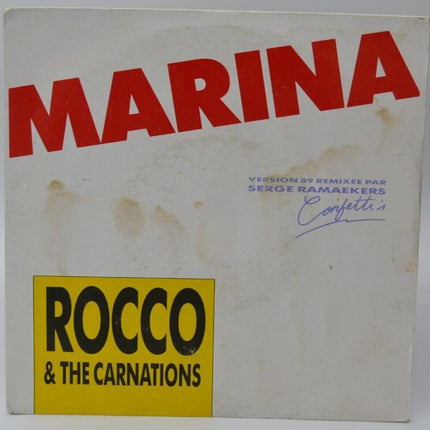 MARINA
VERSION 89 REMIXÉE PAR
SERGE RAMAEKERS
Confetti's
ROCCO
& THE CARNATIONS